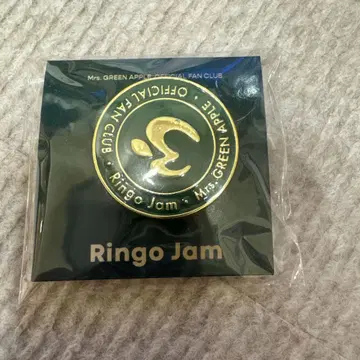 Mrs. GREEN APPLE OFFICIAL FAN CLUB
Mrs. GREEN APPLE • OFFICIAL FAN CLUB • Ringo Jam •
Ringo Jam